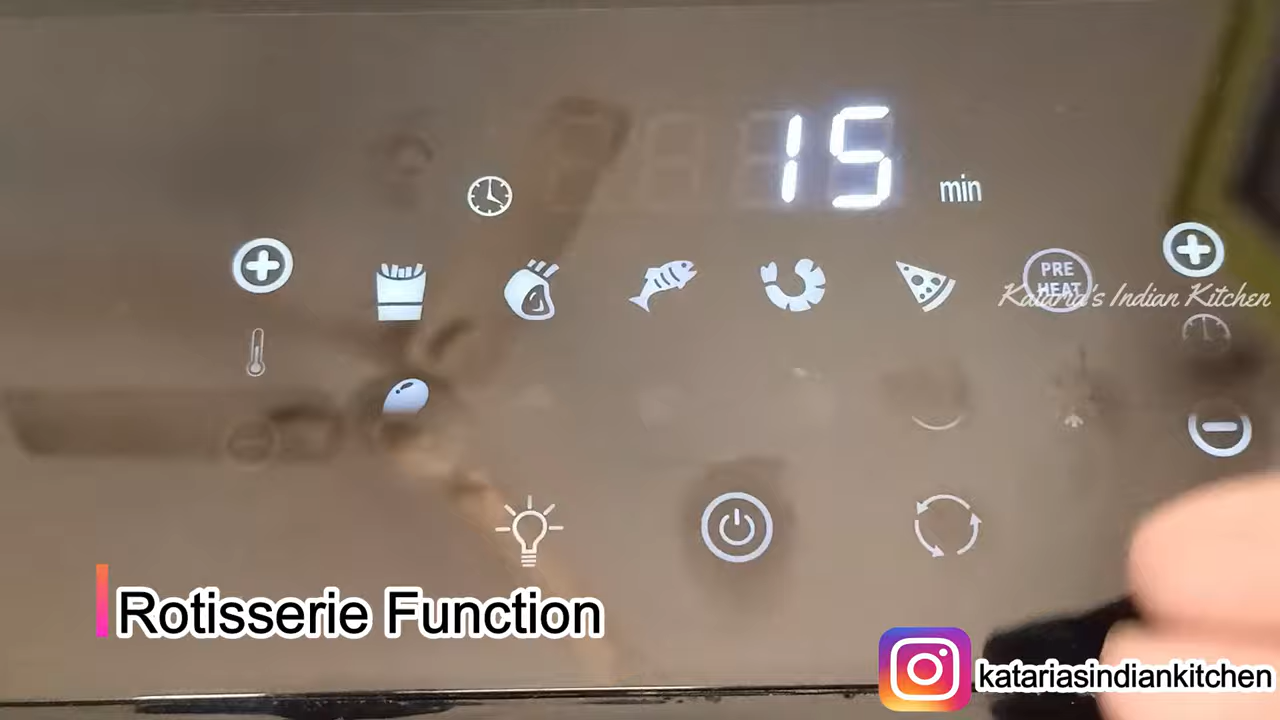 15
min
PRE
HEAT
Kataria's Indian Kitchen
Rotisserie Function
katariasindiankitchen